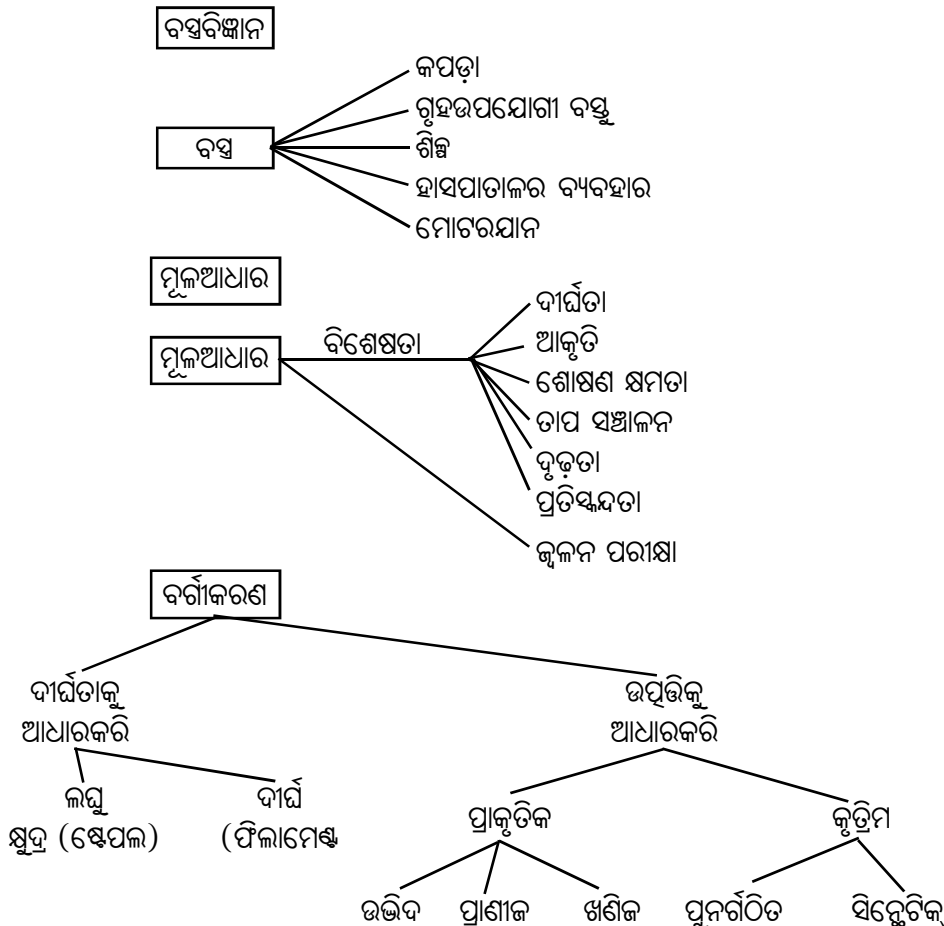 ବସ୍ତ୍ରବିଜ୍ଞାନ
କପଡ଼ା
ଗୃହଉପଯୋଗୀ ବସ୍ତୁ
ବସ୍ତ୍ର
ଶିଳ୍ପ
ହାସପାତାଳର ବ୍ୟବହାର
ମୋଟରଯାନ
ମୂଳଆଧାର
ଦୀର୍ଘତା
ମୂଳଆଧାର
ବିଶେଷତା
ଆକୃତି
ଶୋଷଣ କ୍ଷମତା
ତାପ ସଞ୍ଚାଳନ
ଦୃଢ଼ତା
ପ୍ରତିସ୍କନ୍ଦତା
ଜ୍ୱଳନ ପରୀକ୍ଷା
ବର୍ଗୀକରଣ
ଦୀର୍ଘତାକୁ
ଆଧାରକରି
ଉତ୍ପତ୍ତିକୁ
ଆଧାରକରି
ଲଘୁ
କ୍ଷୁଦ୍ର (ଷ୍ଟେପଲ)
ଦୀର୍ଘ
(ଫିଲାମେଣ୍ଟ
ପ୍ରାକୃତିକ
କୃତ୍ରିମ
ଉଦ୍ଭିଦ ପ୍ରାଣୀଜ ଖଣିଜ ପୁନର୍ଗଠିତ ସିନ୍ଥେଟିକ୍